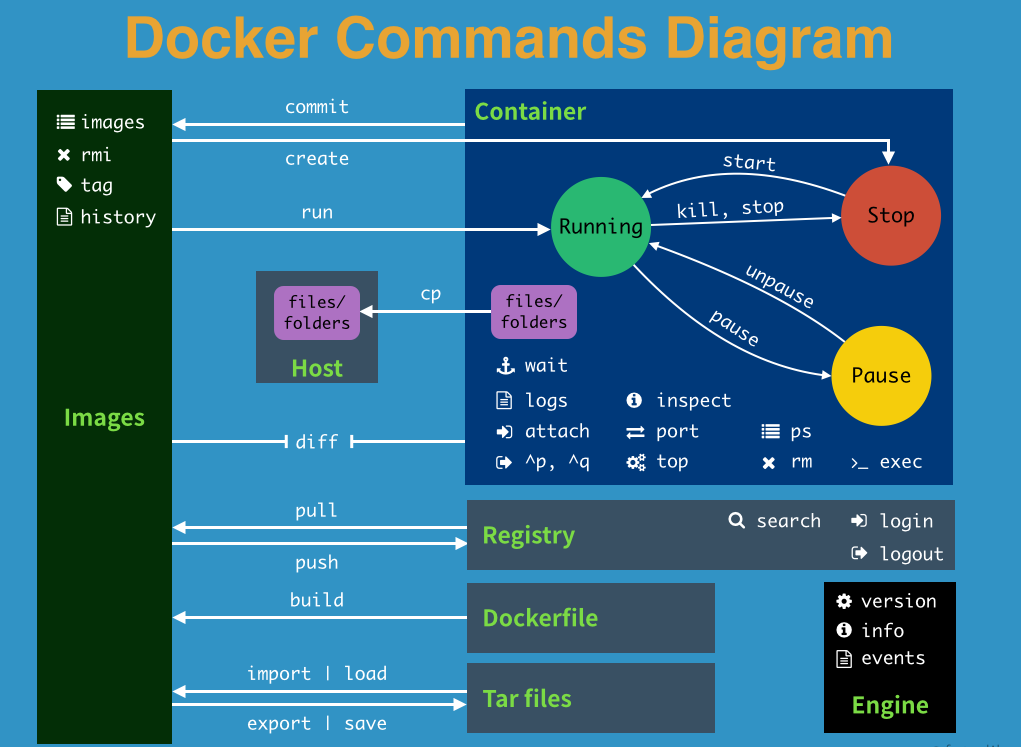 Docker Commands Diagram
images
rmi
tag
history
Images
commit
create
run
Container
start
Running
kill, stop
Stop
unpause
pause
Pause
files/
folders
Host
cp
files/
folders
wait
logs
inspect
attach
port
ps
^p, ^q
top
rm
exec
diff
pull
push
Registry
search
login
logout
build
Dockerfile
import | load
export | save
Tar files
version
info
events
Engine